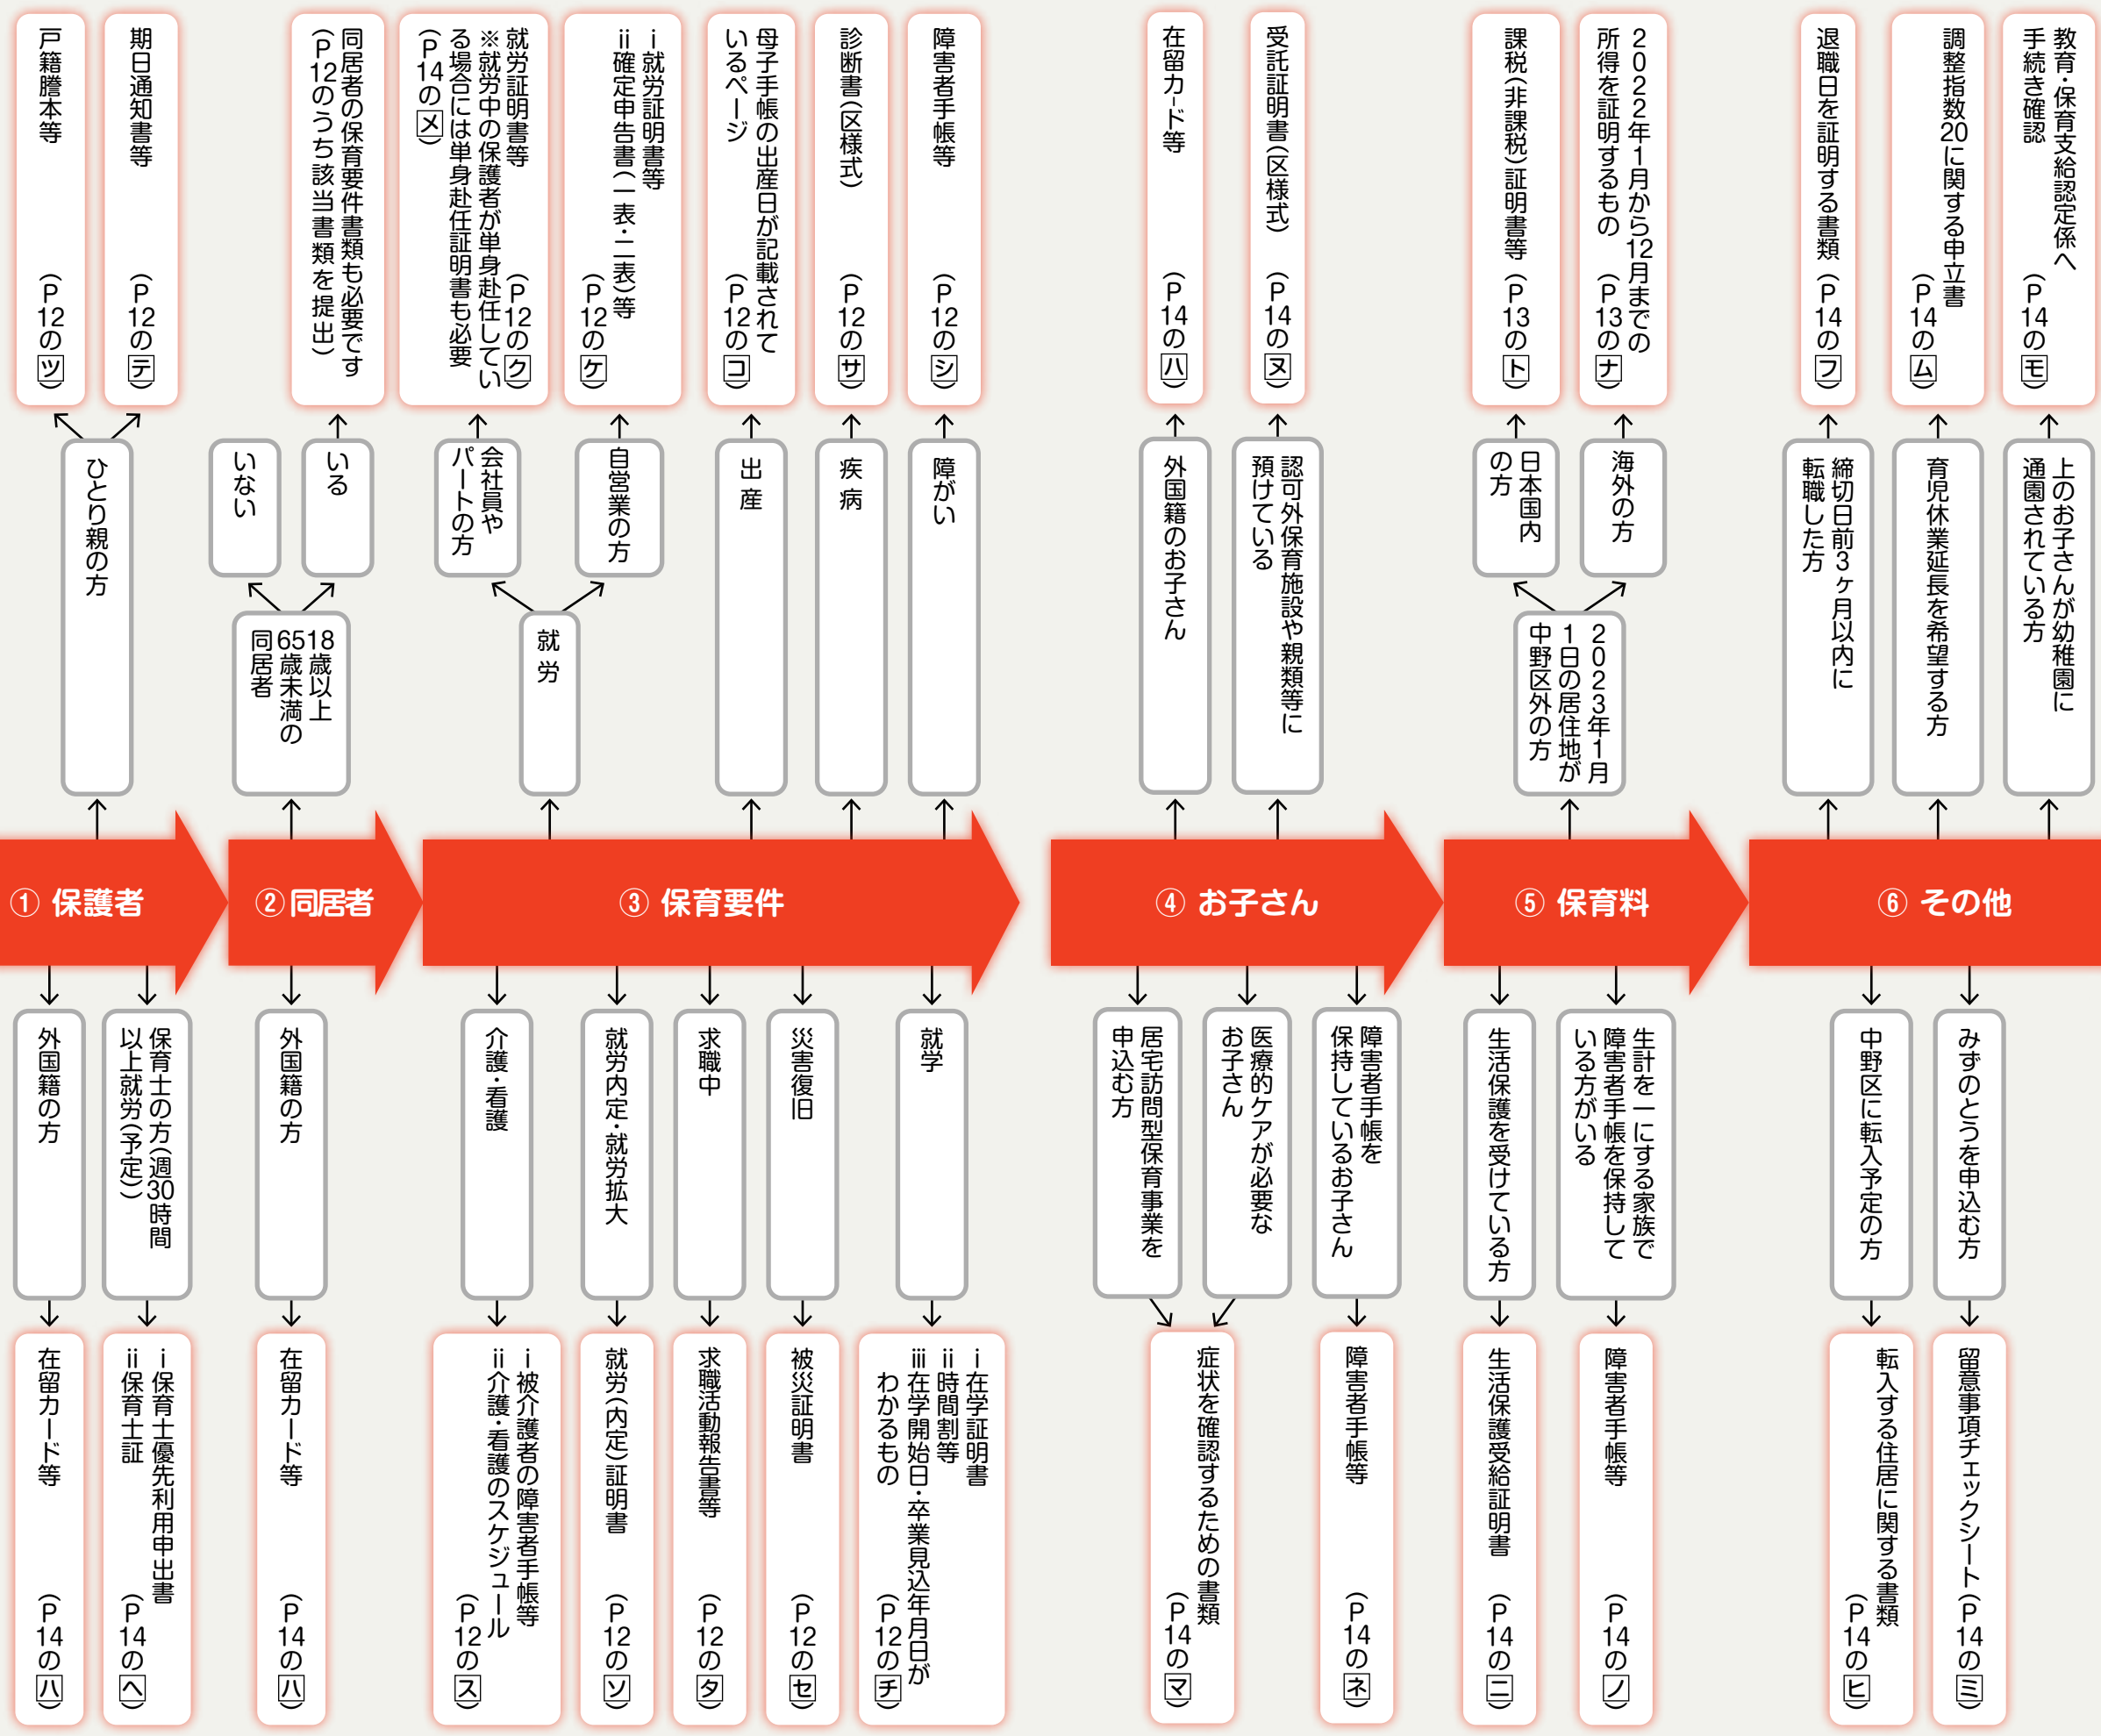 戸籍謄本等 (P12のツ)
期日通知書等 (P12のテ)
ひとり親の方
① 保護者
外国籍の方
在留カード等 (P14のハ)
保育士の方(週30時間
以上就労(予定))
ⅰ保育士優先利用申出書
ⅱ保育士証 (P14のヘ)
同居者の保育要件書類も必要です
(P12のうち該当書類を提出)
いない
いる
18歳以上
65歳未満の
同居者
② 同居者
外国籍の方
在留カード等 (P14のハ)
就労証明書等 (P12のク)
※就労中の保護者が単身赴任してい
る場合には単身赴任証明書も必要
(P14のメ)
会社員や
パートの方
ⅰ就労証明書等
ⅱ確定申告書(一表・二表)等
(P12のケ)
自営業の方
就労
母子手帳の出産日が記載されて
いるページ (P12のコ)
出産
診断書(区様式) (P12のサ)
疾病
障害者手帳等 (P12のシ)
障がい
③ 保育要件
介護・看護
ⅰ被介護者の障害者手帳等
ⅱ介護・看護のスケジュール
(P12のス)
就労内定・就労拡大
就労(内定)証明書 (P12のソ)
求職中
求職活動報告書等 (P12のタ)
災害復旧
被災証明書 (P12のセ)
就学
ⅰ在学証明書
ⅱ時間割等
ⅲ在学開始日・卒業見込年月日が
わかるもの (P12のチ)
在留カード等 (P14のハ)
外国籍のお子さん
受託証明書(区様式) (P14のヌ)
認可外保育施設や親類等に
預けている
④ お子さん
居宅訪問型保育事業を
申込む方
医療的ケアが必要な
お子さん
症状を確認するための書類
(P14のマ)
障害者手帳を
保持しているお子さん
障害者手帳等 (P14のネ)
課税(非課税)証明書等 (P13のト)
日本国内
の方
2022年1月から12月までの
所得を証明するもの (P13のナ)
海外の方
2023年1月
1日の居住地が
中野区外の方
⑤ 保育料
生活保護を受けている方
生活保護受給証明書 (P14のニ)
生計を一にする家族で
障害者手帳を保持して
いる方がいる
障害者手帳等 (P14のノ)
退職日を証明する書類 (P14のフ)
締切日前3ヶ月以内に
転職した方
調整指数20に関する申立書
(P14のム)
育児休業延長を希望する方
教育・保育支給認定係へ
手続き確認 (P14のモ)
上のお子さんが幼稚園に
通園されている方
⑥ その他
中野区に転入予定の方
転入する住居に関する書類
(P14のヒ)
みずのとうを申込む方
留意事項チェックシート (P14のミ)